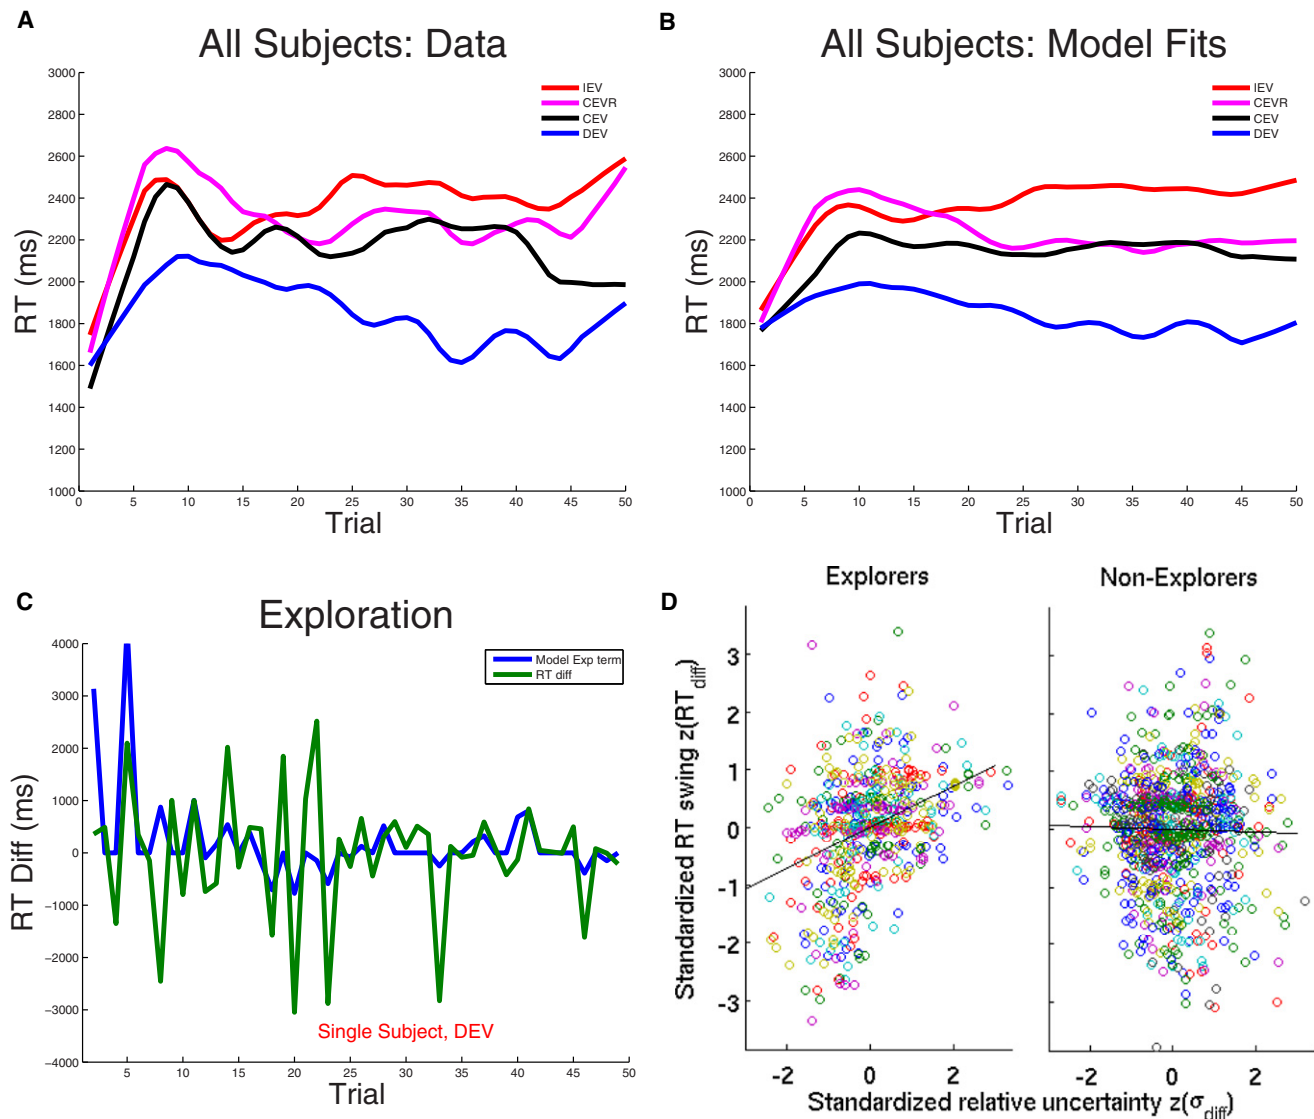 A
All Subjects: Data
3000
2800
2600
2400
2200
2000
1800
1600
1400
1200
1000
RT (ms)
IEV
CEVR
CEV
DEV
0 5 10 15 20 25 30 35 40 45 50
Trial
B
All Subjects: Model Fits
3000
2800
2600
2400
2200
2000
1800
1600
1400
1200
1000
RT (ms)
IEV
CEVR
CEV
DEV
0 5 10 15 20 25 30 35 40 45 50
Trial
C
Exploration
4000
3000
2000
1000
0
−1000
−2000
−3000
−4000
RT Diff (ms)
Model Exp term
RT diff
Single Subject, DEV
5 10 15 20 25 30 35 40 45 50
Trial
D
Explorers
Non-Explorers
3
2
1
0
-1
-2
-3
Standardized RT swing z(RT_diff)
-2 0 2
-2 0 2
Standardized relative uncertainty z(σ_diff)